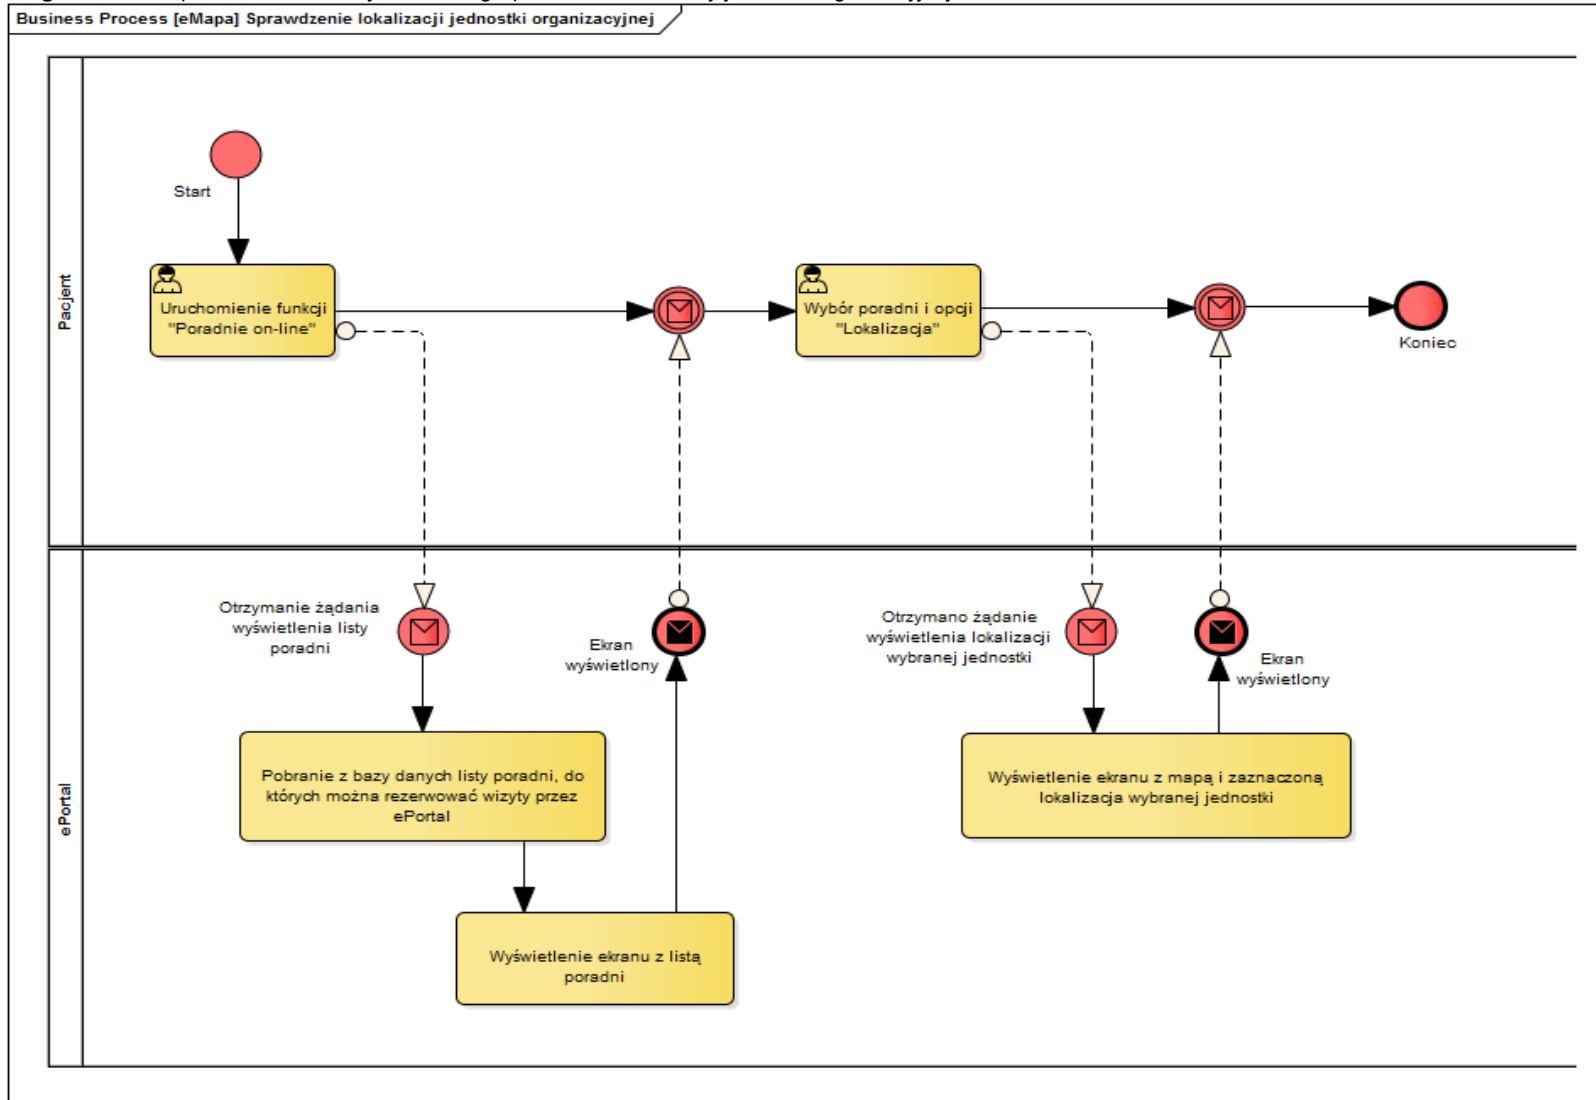 Business Process [eMapa] Sprawdzenie lokalizacji jednostki organizacyjnej
Pacjent
Start
Uruchomienie funkcji
"Poradnie on-line"
Wybór poradni i opcji
"Lokalizacja"
Koniec
ePortal
Otrzymanie żądania
wyświetlenia listy
poradni
Ekran
wyświetlony
Otrzymano żądanie
wyświetlenia lokalizacji
wybranej jednostki
Ekran
wyświetlony
Pobranie z bazy danych listy poradni, do
których można rezerwować wizyty przez
ePortal
Wyświetlenie ekranu z mapą i zaznaczoną
lokalizacja wybranej jednostki
Wyświetlenie ekranu z listą
poradni